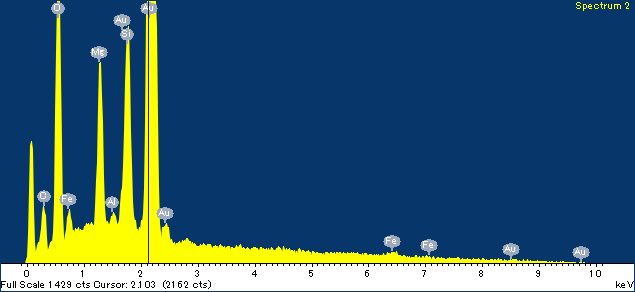 Spectrum 2
O Au Au
Si
Mg
O Fe Al Au
Fe Fe Au Au
0 1 2 3 4 5 6 7 8 9 10
Full Scale 1429 cts Cursor: 2.103 (2162 cts) keV